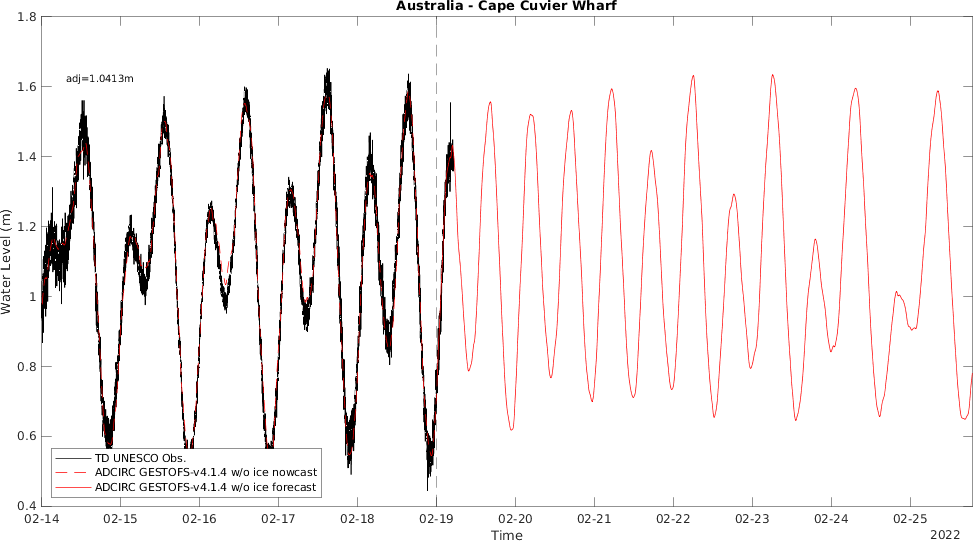 Australia - Cape Cuvier Wharf
1.8
1.6
1.4
1.2
1
0.8
0.6
0.4
Water Level (m)
adj=1.0413m
TD UNESCO Obs.
ADCIRC GESTOFS-v4.1.4 w/o ice nowcast
ADCIRC GESTOFS-v4.1.4 w/o ice forecast
02-14 02-15 02-16 02-17 02-18 02-19 02-20 02-21 02-22 02-23 02-24 02-25
Time
2022